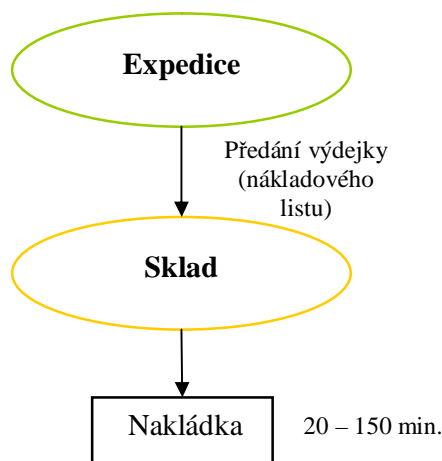 Expedice
Předání výdejky
(nákladového
listu)
Sklad
Nakládka
20 – 150 min.